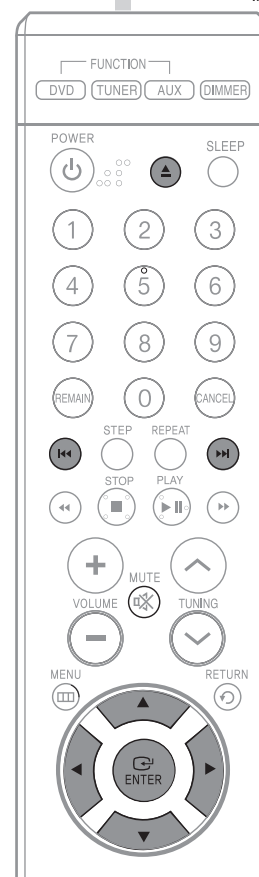 FUNCTION
DVD TUNER AUX DIMMER
POWER SLEEP
1 2 3
4 5 6
7 8 9
REMAIN 0 CANCEL
STEP REPEAT
STOP PLAY
+
MUTE
VOLUME TUNING
−
MENU RETURN
ENTER